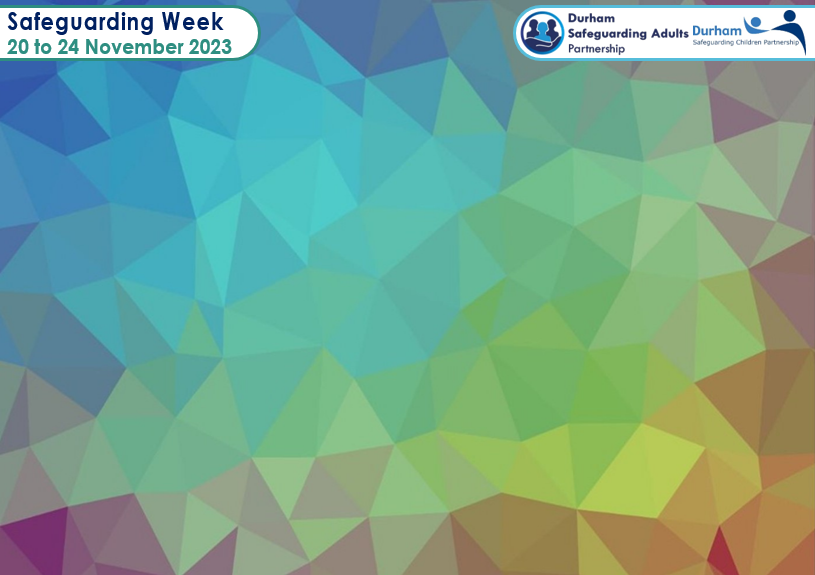 Safeguarding Week
20 to 24 November 2023
Durham
Safeguarding Adults
Partnership
Durham
Safeguarding Children Partnership